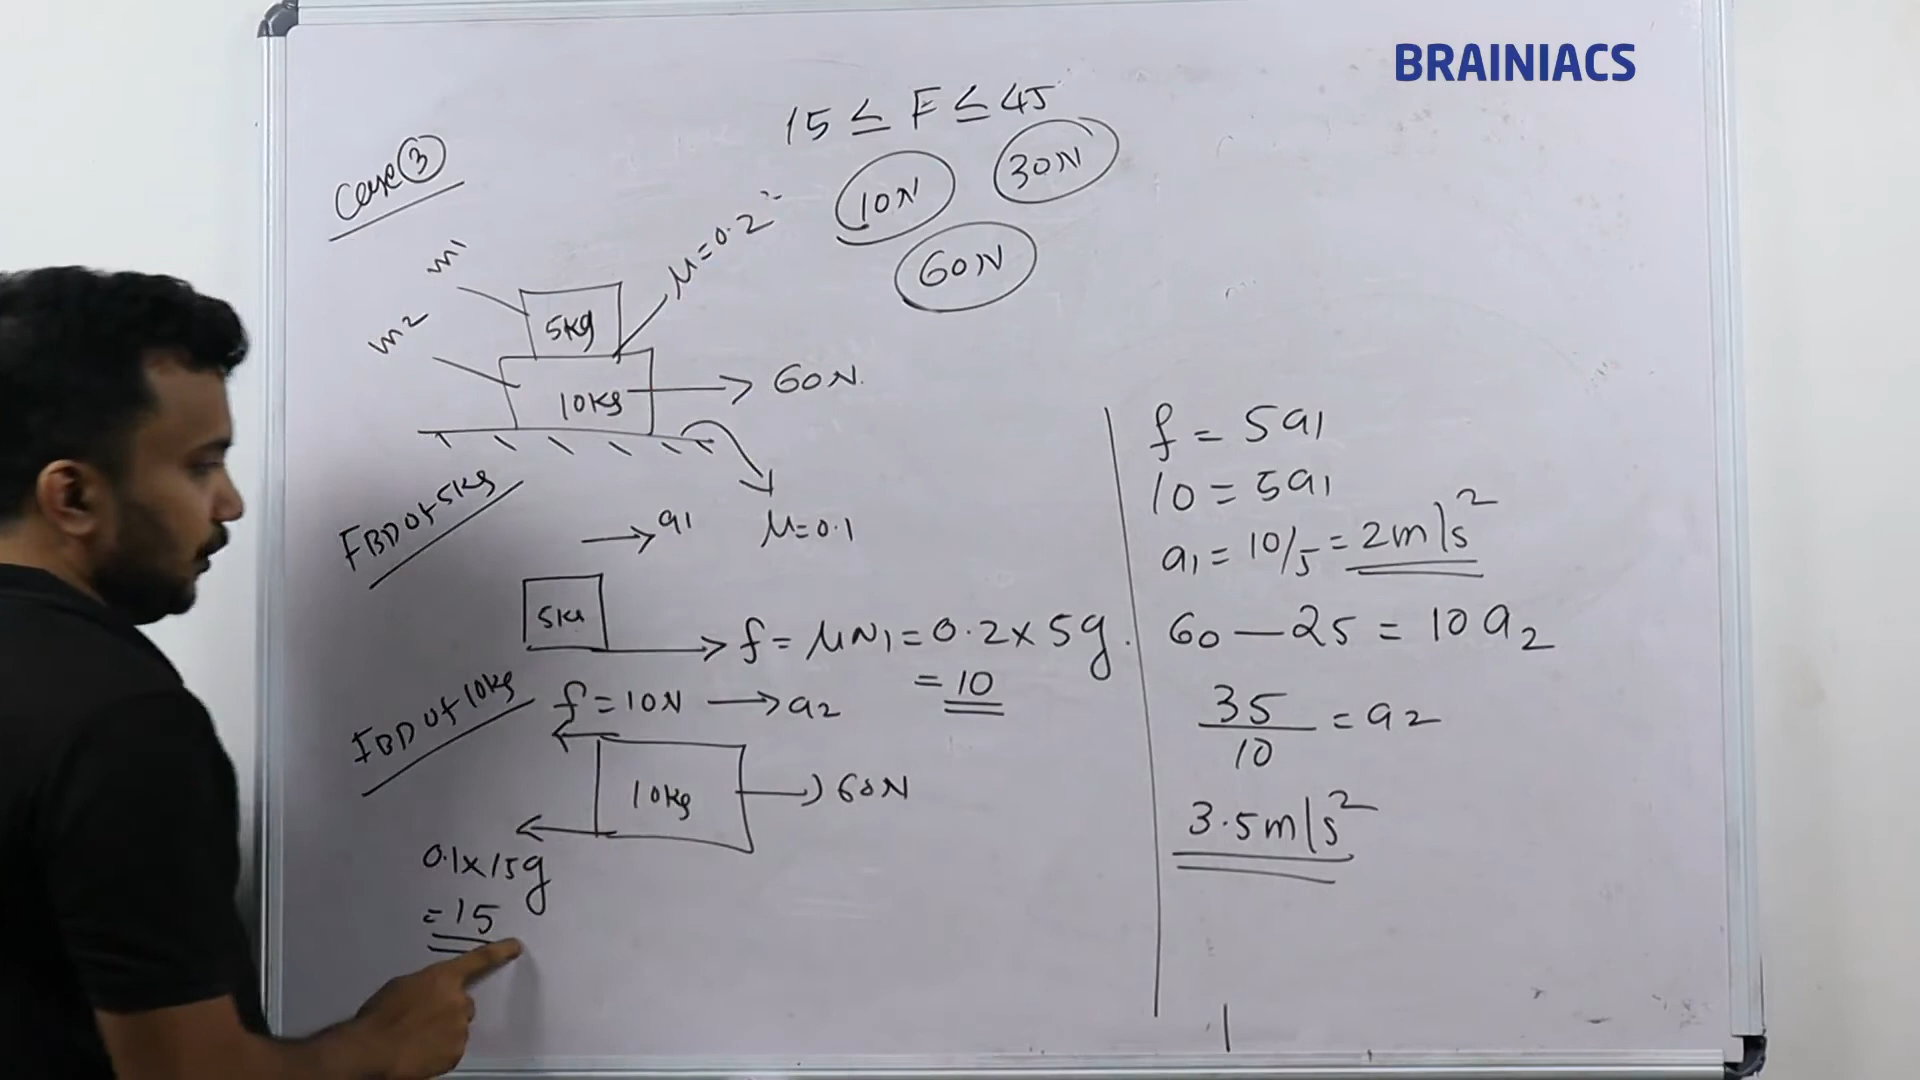 BRAINIACS
15 ≤ F ≤ 45
Case ③
10N
30N
60N
m1
μ=0.2
m2
5kg
10kg
60N
μ=0.1
FBD of 5kg
a1
5kg
f = μN1 = 0.2 × 5g
= 10
FBD of 10kg
f = 10N
a2
10kg
60N
0.1×15g
= 15
f = 5a1
10 = 5a1
a1 = 10/5 = 2m/s²
60 — 25 = 10a2
35/10 = a2
3.5m/s²